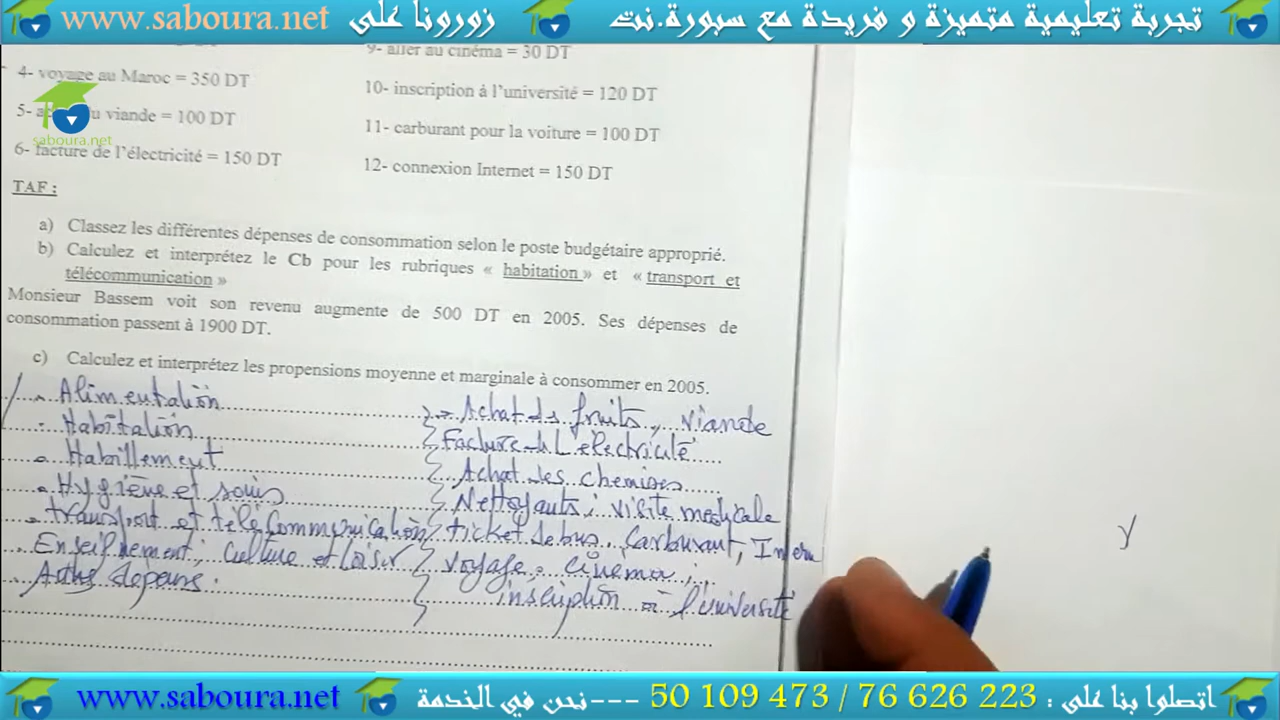 www.saboura.net زورونا على تجربة تعليمية متميزة و فريدة مع سبورة.نت
9- aller au cinéma = 30 DT
4- voyage au Maroc = 350 DT
10- inscription à l'université = 120 DT
5- viande = 100 DT
11- carburant pour la voiture = 100 DT
saboura.net
6- facture de l'électricité = 150 DT
12- connexion Internet = 150 DT
TAF :
a) Classez les différentes dépenses de consommation selon le poste budgétaire approprié.
b) Calculez et interprétez le Cb pour les rubriques « habitation » et « transport et
télécommunication »
Monsieur Bassem voit son revenu augmente de 500 DT en 2005. Ses dépenses de
consommation passent à 1900 DT.
c) Calculez et interprétez les propensions moyenne et marginale à consommer en 2005.
Alimentation Achat des fruits, viande
Habitation Facture de L'électricité
Habillement Achat des chemises
Hygiène et soins Nettoyants, visite médicale
transport et télécommunication ticket de bus, Carburant, Intern
Enseignement, culture et loisir voyage, cinema,
Autres dépens. inscription à l'université
www.saboura.net اتصلوا بنا على : 223 626 76 / 473 109 50 ---نحن في الخدمة